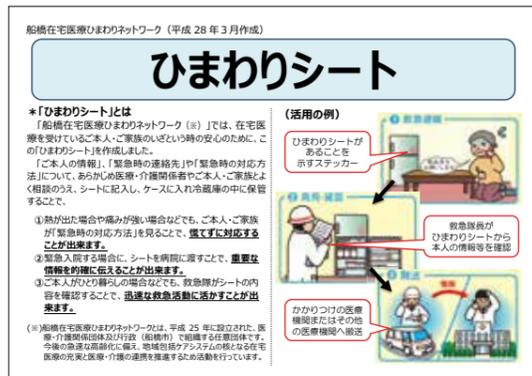 船橋在宅医療ひまわりネットワーク（平成28年3月作成）
ひまわりシート
＊「ひまわりシート」とは
「船橋在宅医療ひまわりネットワーク（※）」では、在宅医
療を受けているご本人・ご家族のいざという時の安心のために、こ
の「ひまわりシート」を作成しました。
「ご本人の情報」、「緊急時の連絡先」や「緊急時の対応方
法」について、あらかじめ医療・介護関係者やご本人・ご家族とよ
く相談のうえ、シートに記入し、ケースに入れ冷蔵庫の中に保管
することで、
①熱が出た場合や痛みが強い場合などでも、ご本人・ご家族
が「緊急時の対応方法」を見ることで、慌てずに対応する
ことが出来ます。
②緊急入院する場合に、シートを病院に渡すことで、重要な
情報を的確に伝えることが出来ます。
③ご本人がひとり暮らしの場合などでも、救急隊がシートの内
容を確認することで、迅速な救急活動に活かすことが出
来ます。
(※)船橋在宅医療ひまわりネットワークとは、平成 25 年に設立された、医
療・介護関係団体及び行政（船橋市）で組織する任意団体です。
今後の急速な高齢化に備え、地域包括ケアシステムの核となる在宅
医療の充実と医療・介護の連携を推進するため活動を行っています。
（活用の例）
①救急通報
ひまわりシートが
あることを
示すステッカー
②発見・確認
救急隊員が
ひまわりシートから
本人の情報等を確認
③搬送
情報
かかりつけの医療
機関またはその他
の医療機関へ搬送